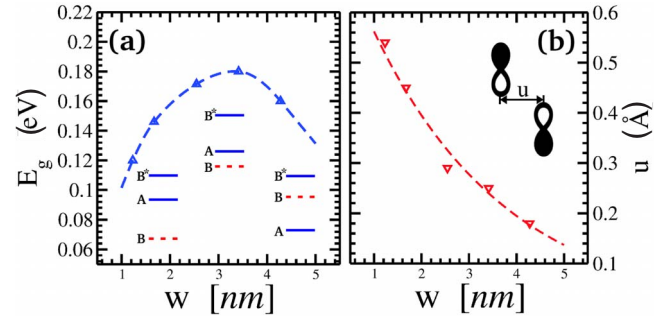 (a)
0.22
0.2
0.18
0.16
0.14
0.12
0.1
0.08
0.06
E_g (eV)
B*
A
B
B*
A
B
B*
B
A
1 2 3 4 5
W [nm]
(b)
u
0.6
0.5
0.4
0.3
0.2
0.1
u (Å)
1 2 3 4 5
W [nm]